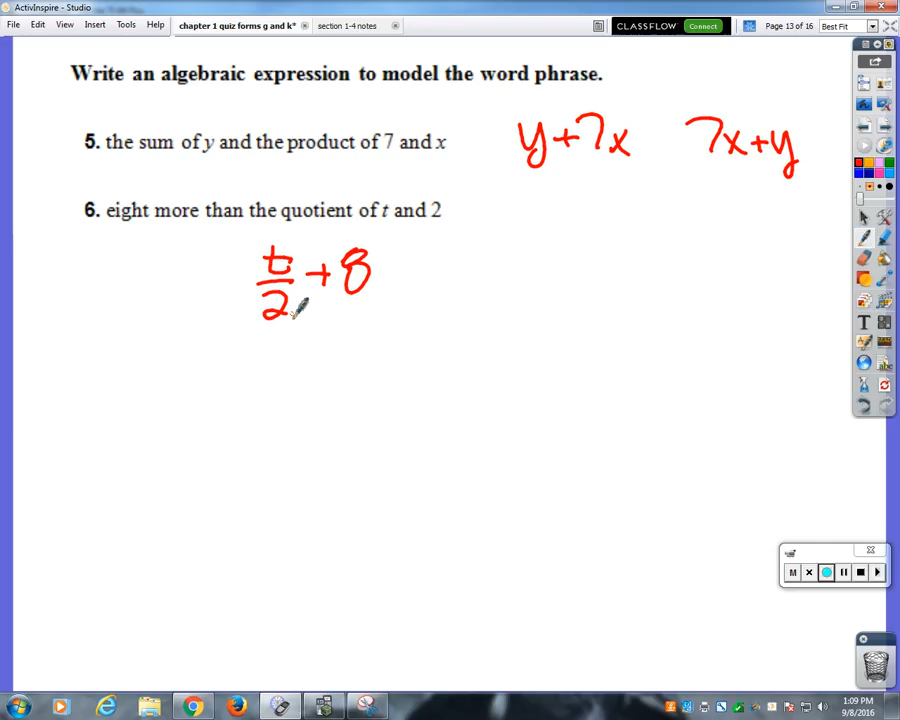 ActivInspire - Studio
File Edit View Insert Tools Help chapter 1 quiz forms g and k* section 1-4 notes CLASSFLOW Connect Page 13 of 16 Best Fit
Write an algebraic expression to model the word phrase.
5. the sum of y and the product of 7 and x
y+7x 7x+y
6. eight more than the quotient of t and 2
t/2 + 8
M
1:09 PM
9/8/2016